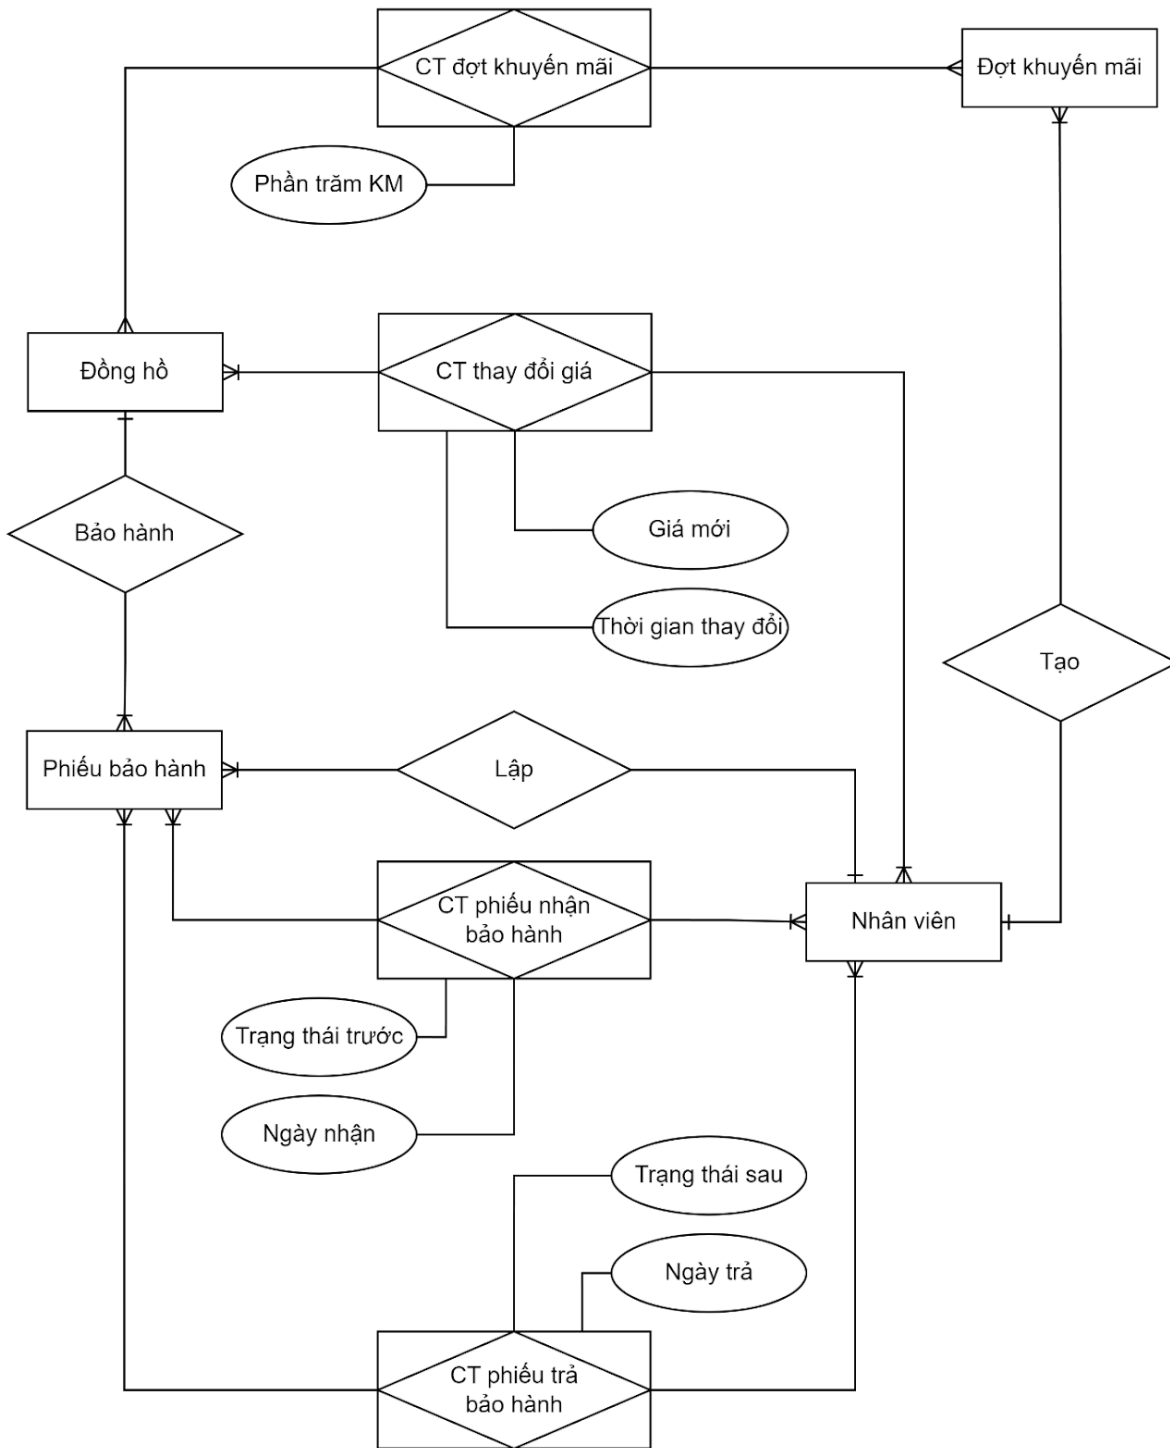 CT đợt khuyến mãi
Đợt khuyến mãi
Phần trăm KM
Đồng hồ
CT thay đổi giá
Bảo hành
Giá mới
Thời gian thay đổi
Tạo
Phiếu bảo hành
Lập
CT phiếu nhận
bảo hành
Nhân viên
Trạng thái trước
Ngày nhận
Trạng thái sau
Ngày trả
CT phiếu trả
bảo hành